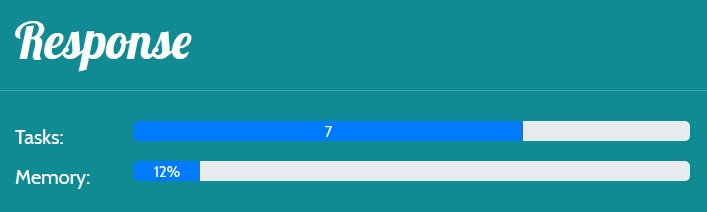 Response
Tasks:
7
Memory:
12%